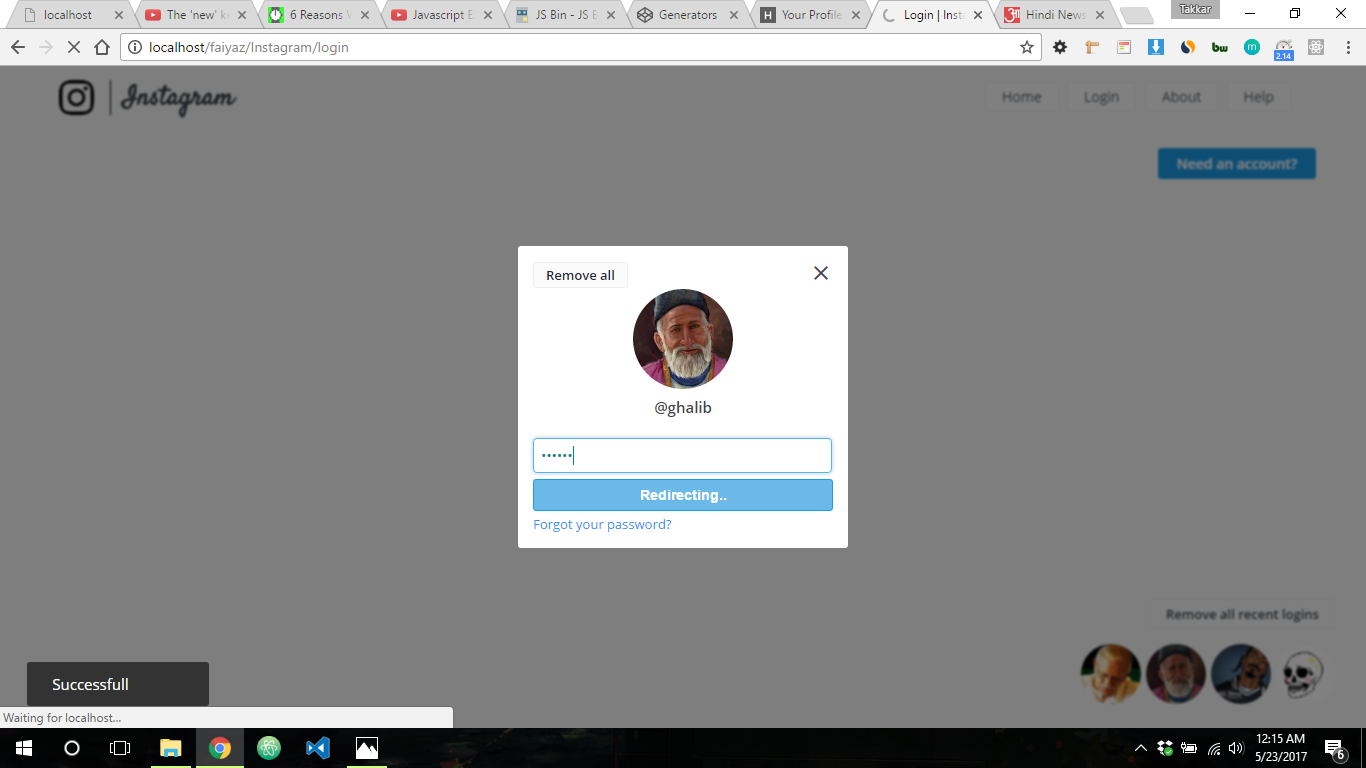 localhost
The 'new' k
6 Reasons
Javascript E
JS Bin - JS B
Generators
Your Profile
Login | Inst
Hindi News
Takkar
localhost/faiyaz/Instagram/login
bw
m
2.14
Instagram
Home
Login
About
Help
Need an account?
Remove all
@ghalib
••••••
Redirecting..
Forgot your password?
Remove all recent logins
Successfull
Waiting for localhost...
12:15 AM
5/23/2017
6